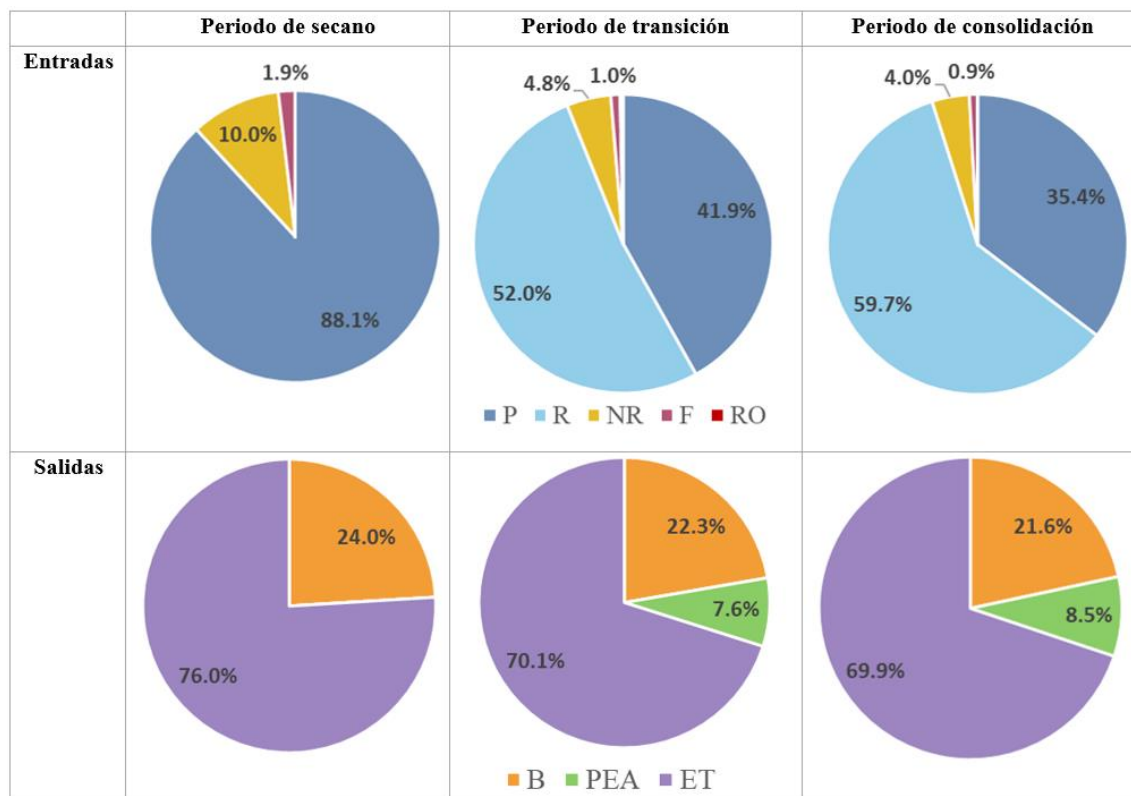 Periodo de secano
Periodo de transición
Periodo de consolidación
Entradas
1.9%
10.0%
88.1%
4.8%
1.0%
41.9%
52.0%
4.0%
0.9%
35.4%
59.7%
P R NR F RO
Salidas
24.0%
76.0%
22.3%
7.6%
70.1%
21.6%
8.5%
69.9%
B PEA ET